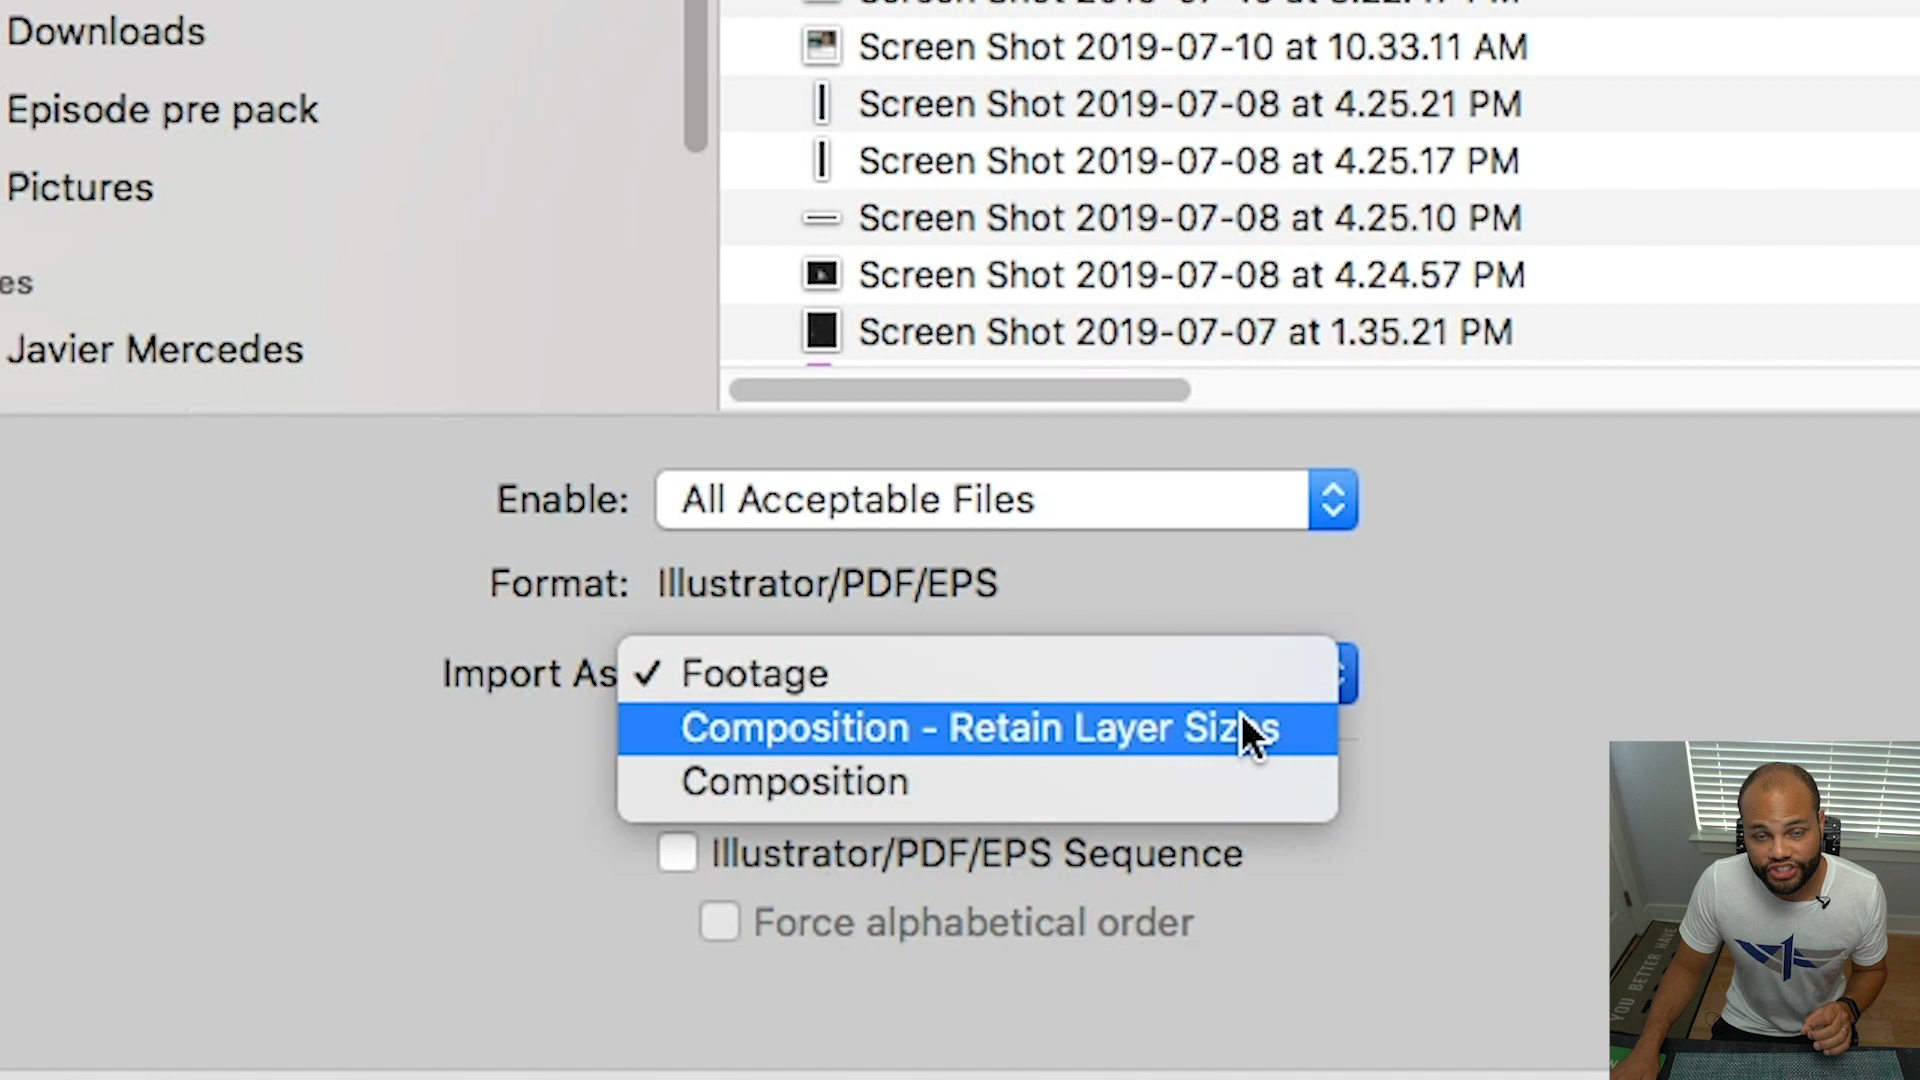 Downloads
Episode pre pack
Pictures
es
Javier Mercedes
Screen Shot 2019-07-10 at 10.33.11 AM
Screen Shot 2019-07-08 at 4.25.21 PM
Screen Shot 2019-07-08 at 4.25.17 PM
Screen Shot 2019-07-08 at 4.25.10 PM
Screen Shot 2019-07-08 at 4.24.57 PM
Screen Shot 2019-07-07 at 1.35.21 PM
Enable: All Acceptable Files
Format: Illustrator/PDF/EPS
Import As ✓ Footage
Composition - Retain Layer Sizes
Composition
Illustrator/PDF/EPS Sequence
Force alphabetical order
YOU BETTER HAVE